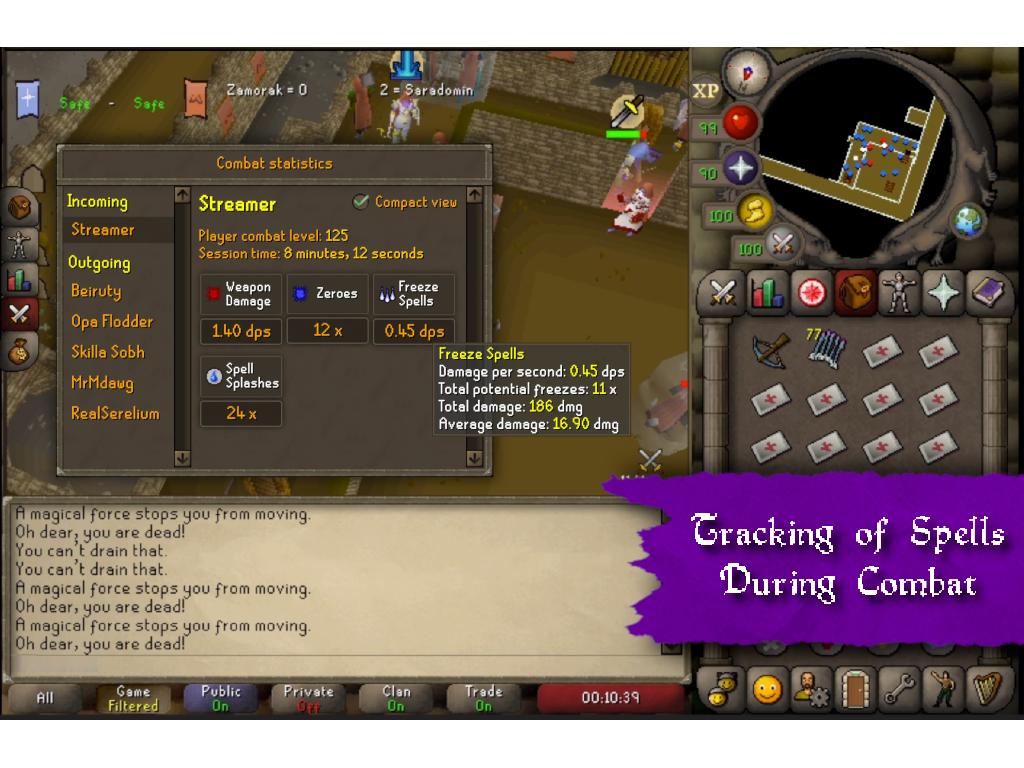 Safe - Safe
Zamorak = 0
2 = Saradomin
XP
99
90
100
100
Combat statistics
Incoming
Streamer
Outgoing
Beiruty
Opa Flodder
Skilla Sobh
MrMdawg
RealSerelium
Streamer
Compact view
Player combat level: 125
Session time: 8 minutes, 12 seconds
Weapon
Damage
1.40 dps
Zeroes
12 x
Freeze
Spells
0.45 dps
Spell
Splashes
24 x
Freeze Spells
Damage per second: 0.45 dps
Total potential freezes: 11 x
Total damage: 186 dmg
Average damage: 16.90 dmg
77
A magical force stops you from moving.
Oh dear, you are dead!
You can't drain that.
You can't drain that.
A magical force stops you from moving.
Oh dear, you are dead!
A magical force stops you from moving.
Oh dear, you are dead!
Tracking of Spells
During Combat
All
Game
Filtered
Public
On
Private
Off
Clan
On
Trade
On
00:10:39